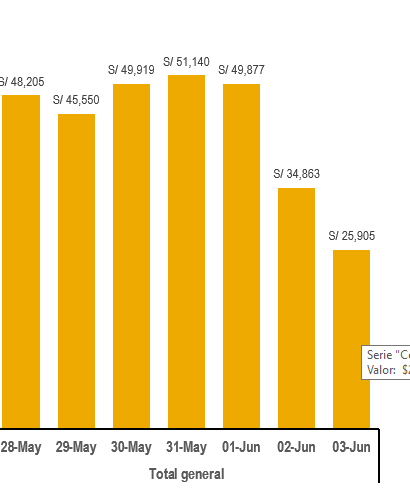 S/ 51,140
S/ 49,919
S/ 49,877
S/ 48,205
S/ 45,550
S/ 34,863
S/ 25,905
Serie
Valor:
28-May 29-May 30-May 31-May 01-Jun 02-Jun 03-Jun
Total general